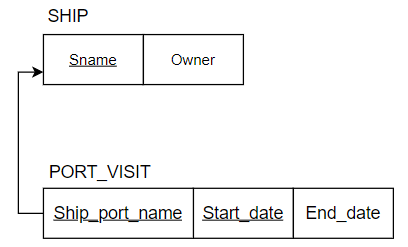 SHIP
Sname Owner
PORT_VISIT
Ship_port_name Start_date End_date